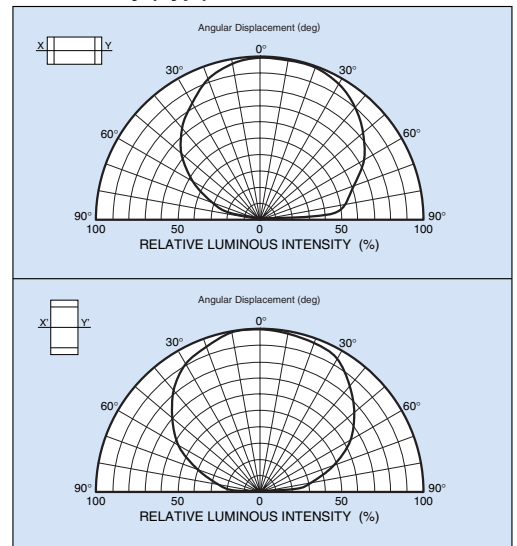 Angular Displacement (deg)
X Y
0°
30° 30°
60° 60°
90° 90°
100 50 0 50 100
RELATIVE LUMINOUS INTENSITY (%)
Angular Displacement (deg)
X' Y'
0°
30° 30°
60° 60°
90° 90°
100 50 0 50 100
RELATIVE LUMINOUS INTENSITY (%)